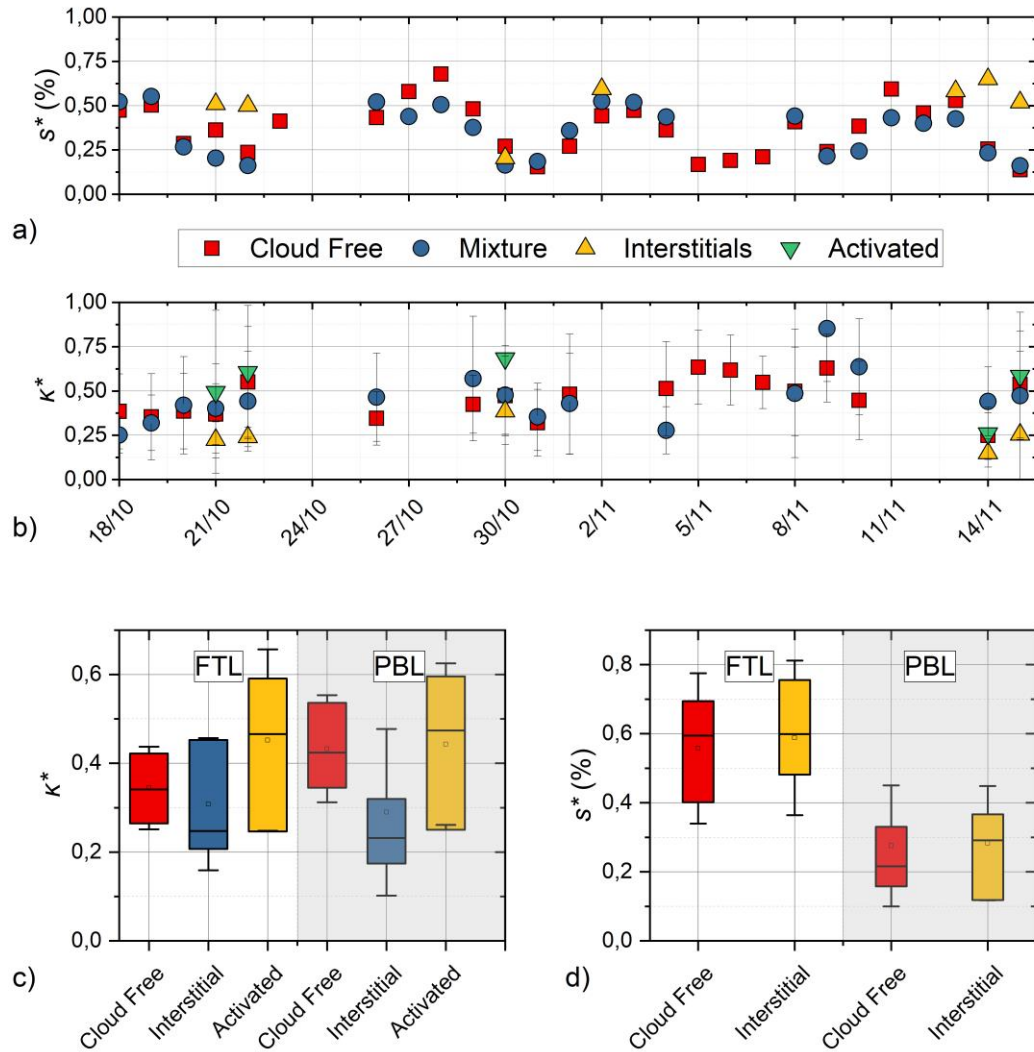 1,00
0,75
0,50
0,25
0,00
s* (%)
a)
Cloud Free Mixture Interstitials Activated
1,00
0,75
0,50
0,25
0,00
κ*
b)
18/10 21/10 24/10 27/10 30/10 2/11 5/11 8/11 11/11 14/11
FTL PBL
0,6
0,4
0,2
0,0
κ*
c)
Cloud Free Interstitial Activated Cloud Free Interstitial Activated
FTL PBL
0,8
0,6
0,4
0,2
0,0
s* (%)
d)
Cloud Free Interstitial Cloud Free Interstitial